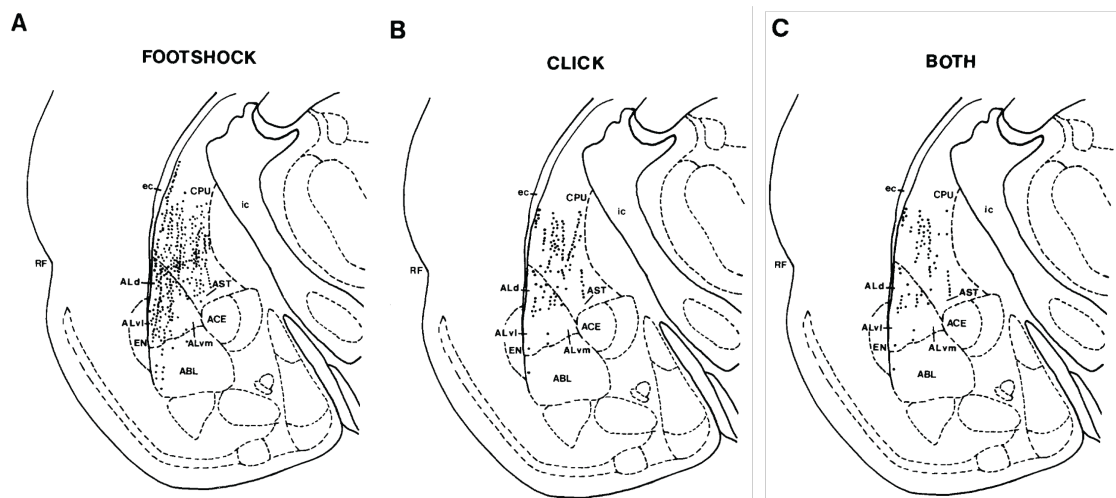 A
FOOTSHOCK
ec
CPU
ic
RF
ALd
AST
ALvl
ACE
EN
ALvm
ABL
B
CLICK
ec
CPU
ic
RF
ALd
AST
ALvl
ACE
EN
ALvm
ABL
C
BOTH
ec
CPU
ic
RF
ALd
AST
ALvl
ACE
EN
ALvm
ABL